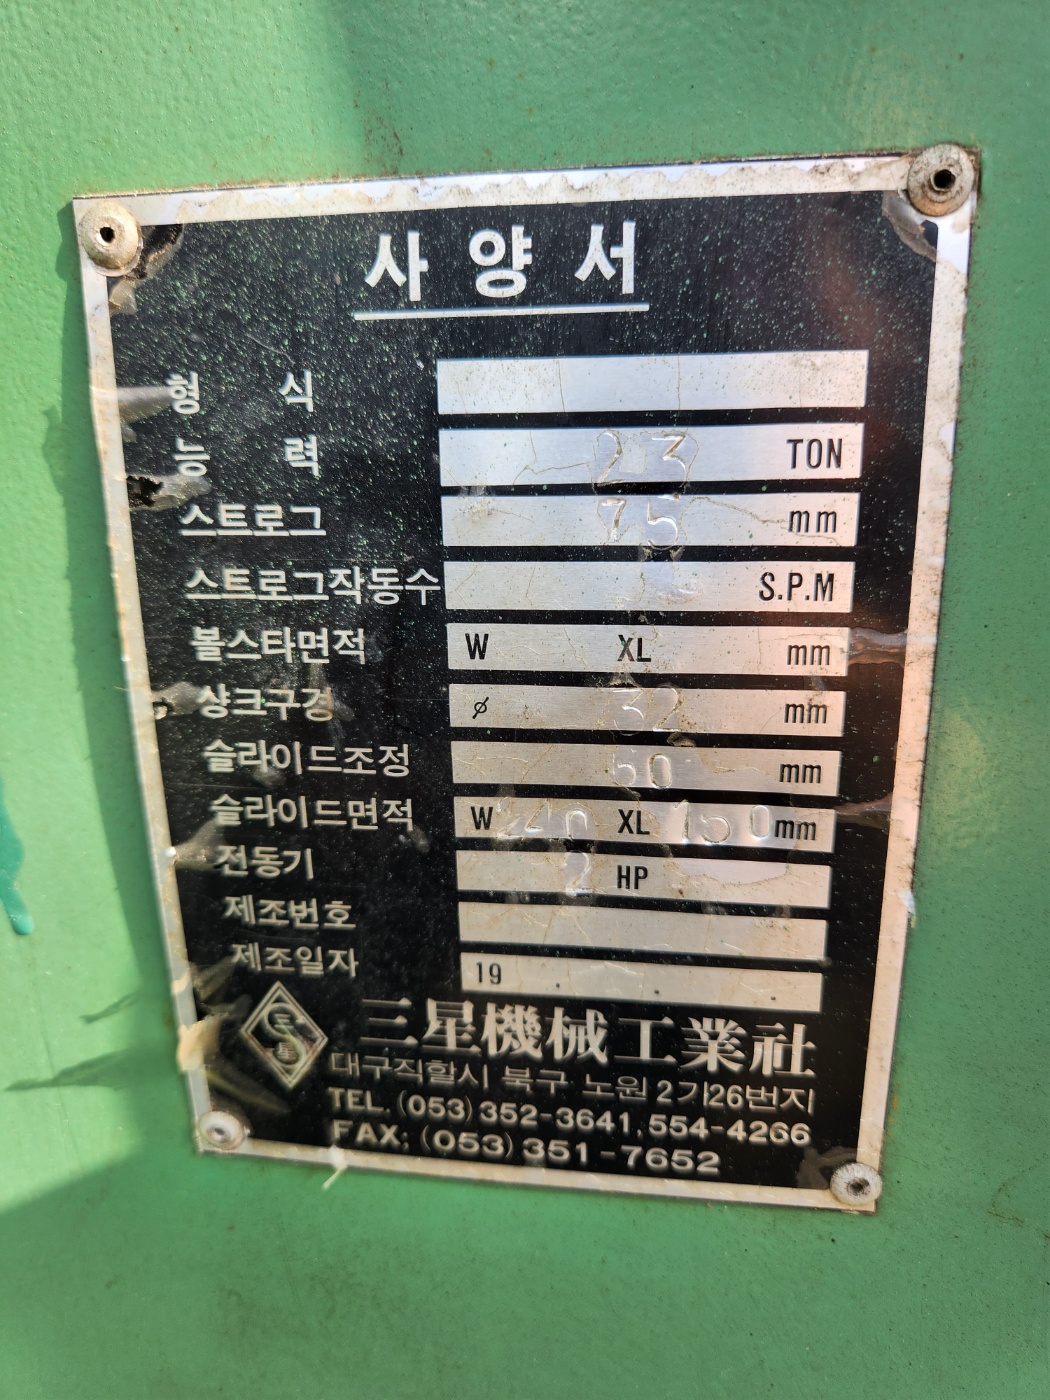 사양서
형 식
능 력 23 TON
스트로그 75 mm
스트로그작동수 S.P.M
볼스타면적 W XL mm
샹크구경 ø 32 mm
슬라이드조정 50 mm
슬라이드면적 W 240 XL 150 mm
전동기 2 HP
제조번호
제조일자 19 . .
三星機械工業社
대구직할시 북구 노원 2가26번지
TEL. (053) 352-3641, 554-4266
FAX: (053) 351-7652